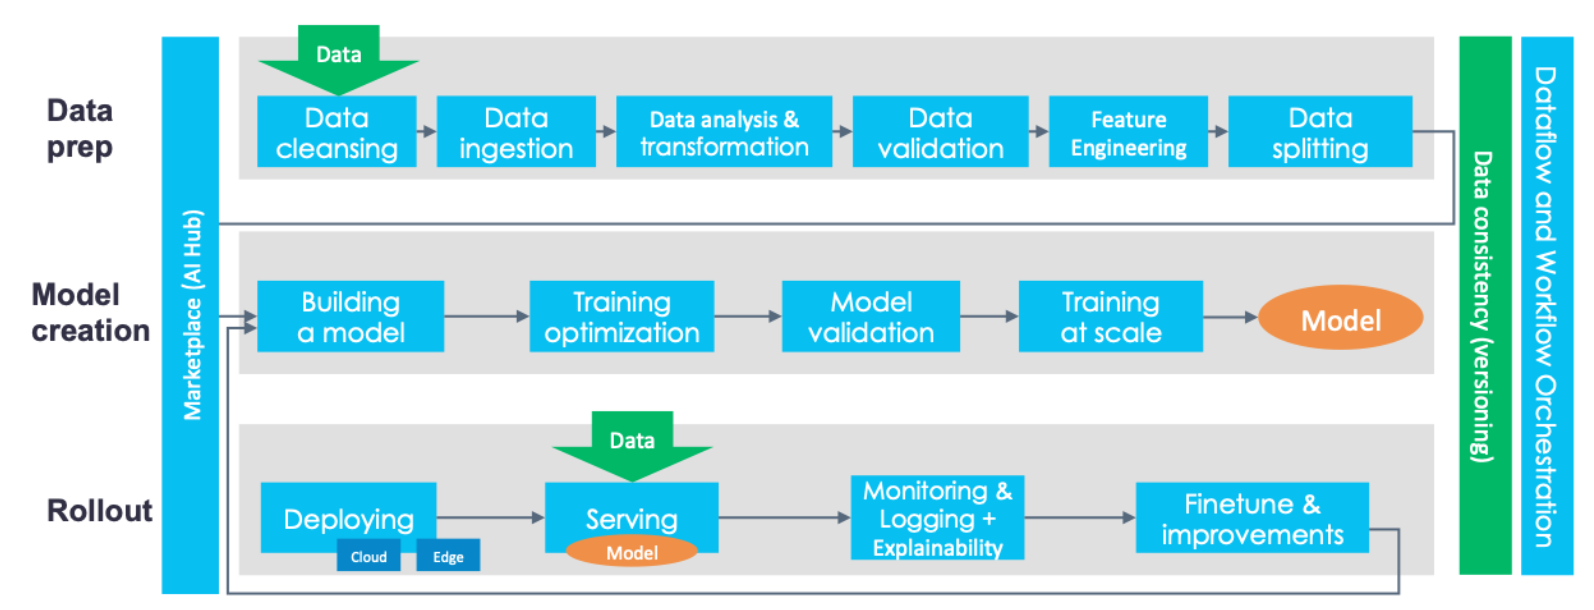 Data
prep
Data
Data
cleansing
Data
ingestion
Data analysis &
transformation
Data
validation
Feature
Engineering
Data
splitting
Marketplace (AI Hub)
Model
creation
Building
a model
Training
optimization
Model
validation
Training
at scale
Model
Rollout
Data
Deploying
Cloud
Edge
Serving
Model
Monitoring &
Logging +
Explainability
Finetune &
improvements
Data consistency (versioning)
Dataflow and Workflow Orchestration